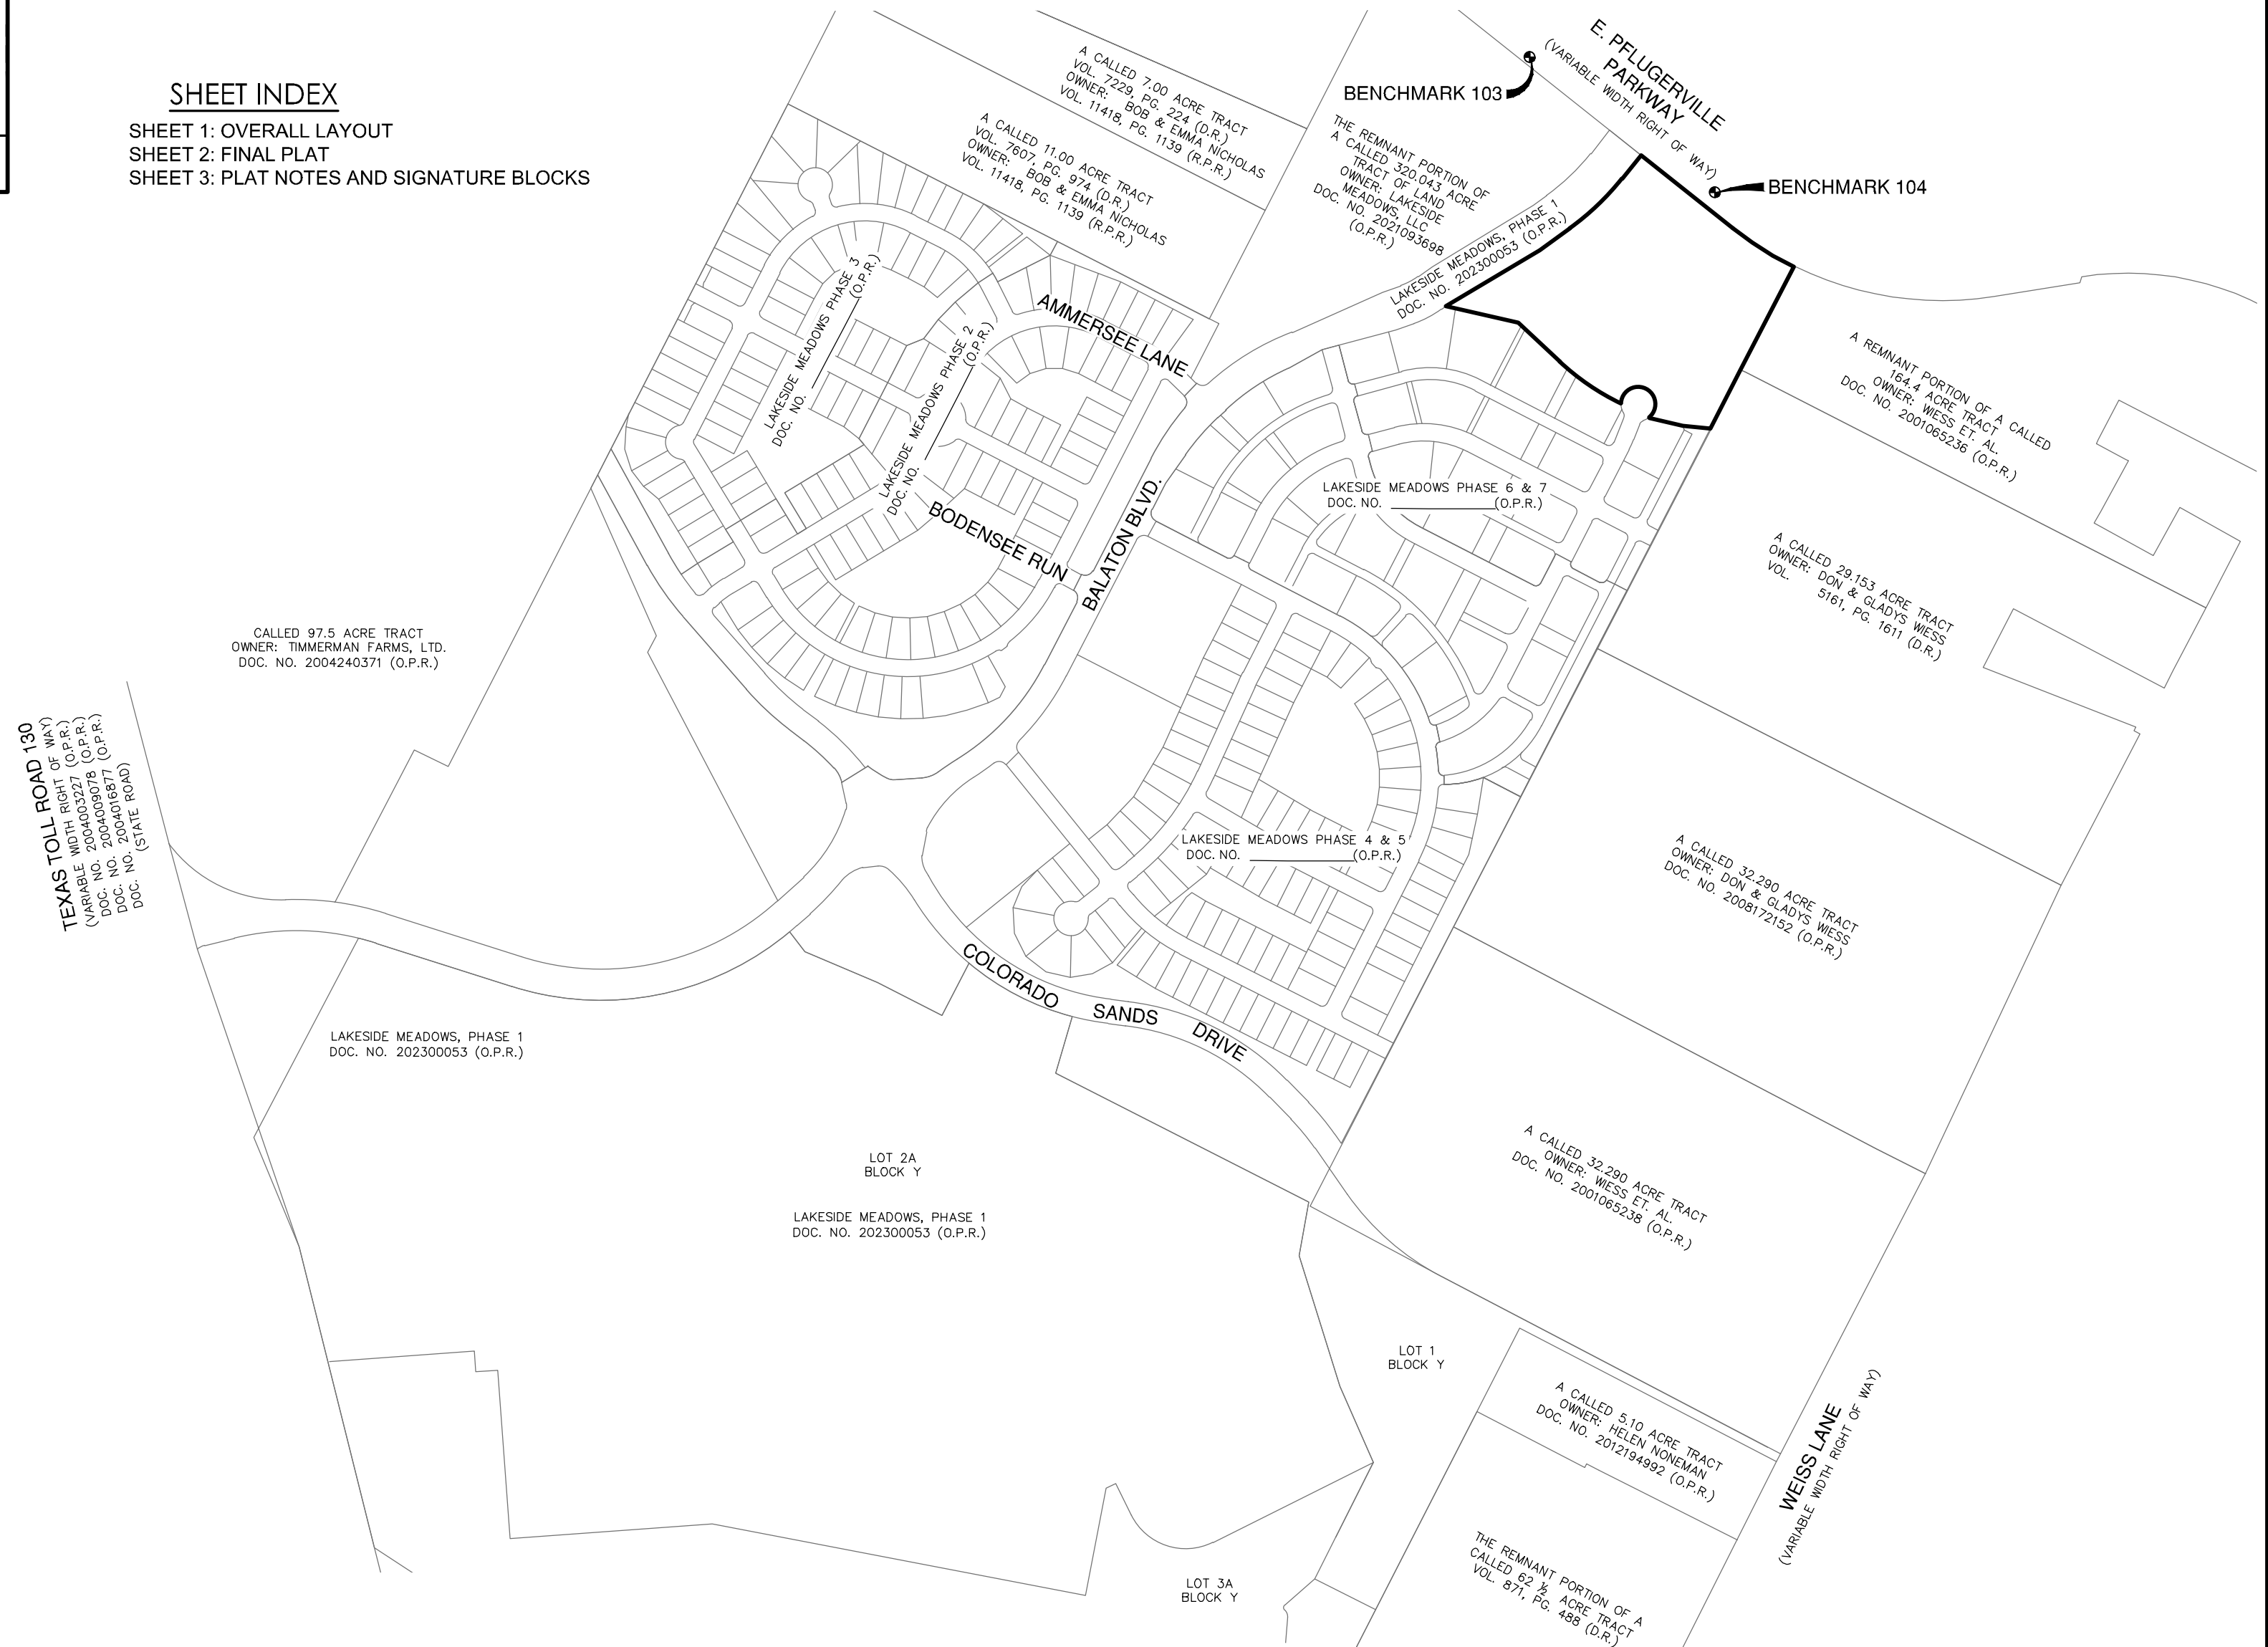 SHEET INDEX
SHEET 1: OVERALL LAYOUT
SHEET 2: FINAL PLAT
SHEET 3: PLAT NOTES AND SIGNATURE BLOCKS
A CALLED 7.00 ACRE TRACT
VOL. 7229, PG. 224 (D.R.)
OWNER: BOB & EMMA NICHOLAS
VOL. 11418, PG. 1139 (R.P.R.)
A CALLED 11.00 ACRE TRACT
VOL. 7607, PG. 974 (D.R.)
OWNER: BOB & EMMA NICHOLAS
VOL. 11418, PG. 1139 (R.P.R.)
BENCHMARK 103
E. PFLUGERVILLE
PARKWAY
(VARIABLE WIDTH RIGHT OF WAY)
BENCHMARK 104
THE REMNANT PORTION OF
A CALLED 320.043 ACRE
TRACT OF LAND
OWNER: LAKESIDE
MEADOWS, LLC
DOC. NO. 2021093698
(O.P.R.)
LAKESIDE MEADOWS, PHASE 1
DOC. NO. 202300053 (O.P.R.)
LAKESIDE MEADOWS PHASE 3
DOC. NO. (O.P.R.)
LAKESIDE MEADOWS PHASE 2
DOC. NO. (O.P.R.)
AMMERSEE LANE
BODENSEE RUN
BALATON BLVD.
LAKESIDE MEADOWS PHASE 6 & 7
DOC. NO. (O.P.R.)
A REMNANT PORTION OF A CALLED
164.4 ACRE TRACT
OWNER: WIESS ET. AL.
DOC. NO. 2001065236 (O.P.R.)
A CALLED 29.153 ACRE TRACT
OWNER: DON & GLADYS WIESS
VOL. 5161, PG. 1611 (D.R.)
CALLED 97.5 ACRE TRACT
OWNER: TIMMERMAN FARMS, LTD.
DOC. NO. 2004240371 (O.P.R.)
TEXAS TOLL ROAD 130
(VARIABLE WIDTH RIGHT OF WAY)
DOC. NO. 2004003227 (O.P.R.)
DOC. NO. 2004009078 (O.P.R.)
DOC. NO. 2004016877 (O.P.R.)
(STATE ROAD)
LAKESIDE MEADOWS PHASE 4 & 5
DOC. NO. (O.P.R.)
A CALLED 32.290 ACRE TRACT
OWNER: DON & GLADYS WIESS
DOC. NO. 2008172152 (O.P.R.)
COLORADO SANDS DRIVE
LAKESIDE MEADOWS, PHASE 1
DOC. NO. 202300053 (O.P.R.)
LOT 2A
BLOCK Y
LAKESIDE MEADOWS, PHASE 1
DOC. NO. 202300053 (O.P.R.)
A CALLED 32.290 ACRE TRACT
OWNER: WIESS ET. AL.
DOC. NO. 2001065238 (O.P.R.)
LOT 1
BLOCK Y
A CALLED 5.10 ACRE TRACT
OWNER: HELEN NONEMAN
DOC. NO. 2012194992 (O.P.R.)
WEISS LANE
(VARIABLE WIDTH RIGHT OF WAY)
LOT 3A
BLOCK Y
THE REMNANT PORTION OF A
CALLED 62 ½ ACRE TRACT
VOL. 871, PG. 488 (D.R.)